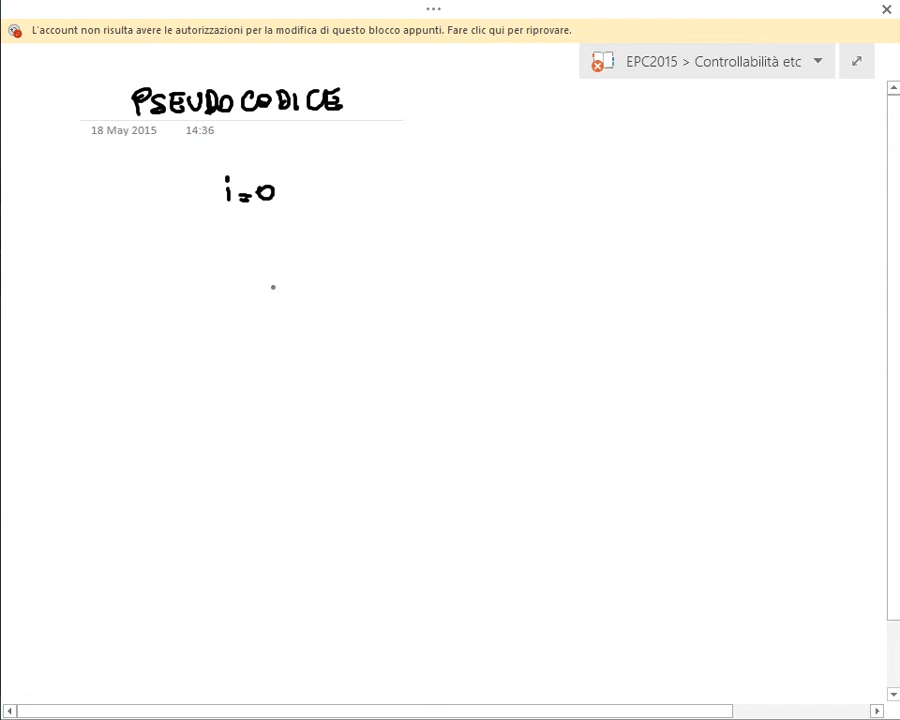 L'account non risulta avere le autorizzazioni per la modifica di questo blocco appunti. Fare clic qui per riprovare.
EPC2015 > Controllabilità etc
PSEUDOCODICE
18 May 2015 14:36
i=0